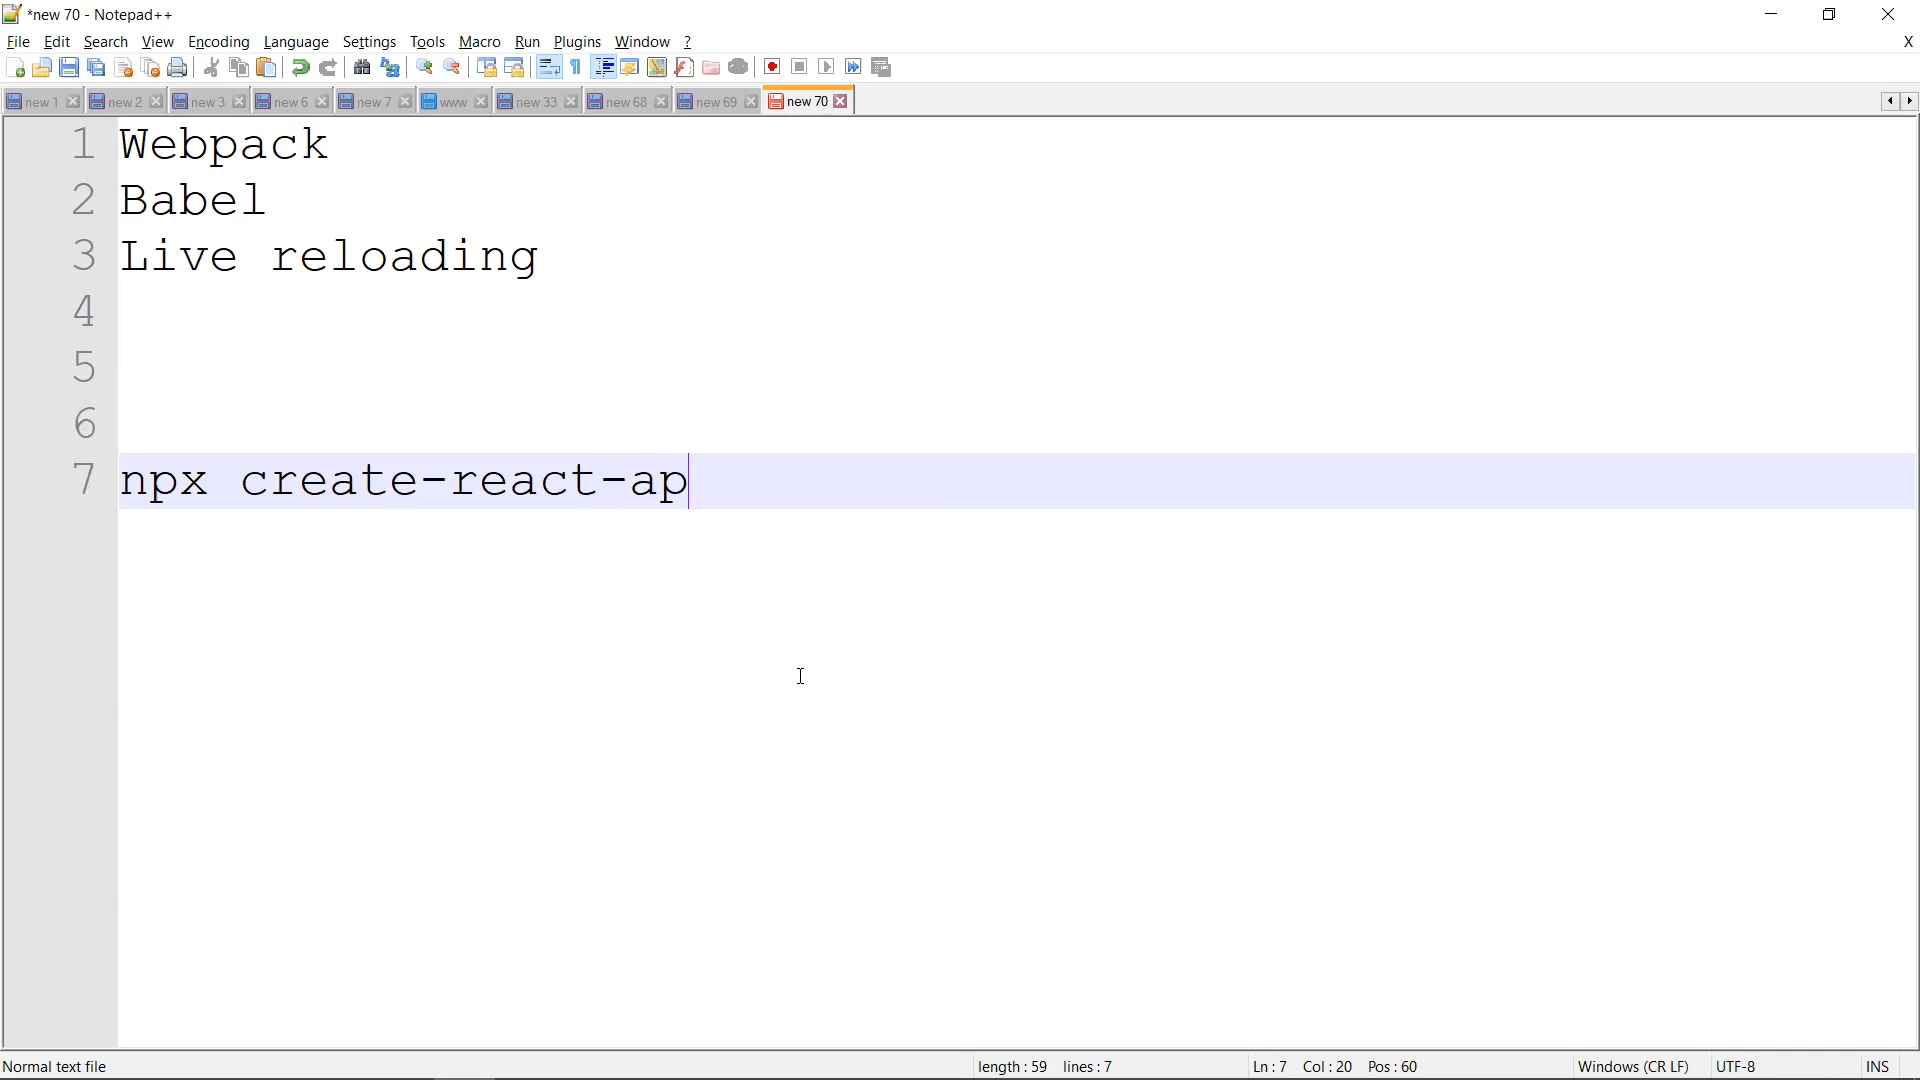 *new 70 - Notepad++
File Edit Search View Encoding Language Settings Tools Macro Run Plugins Window ? X
new 1 new 2 new 3 new 6 new 7 www new 33 new 68 new 69 new 70
1 Webpack
2 Babel
3 Live reloading
4
5
6
7 npx create-react-ap
Normal text file length : 59 lines : 7 Ln : 7 Col : 20 Pos : 60 Windows (CR LF) UTF-8 INS